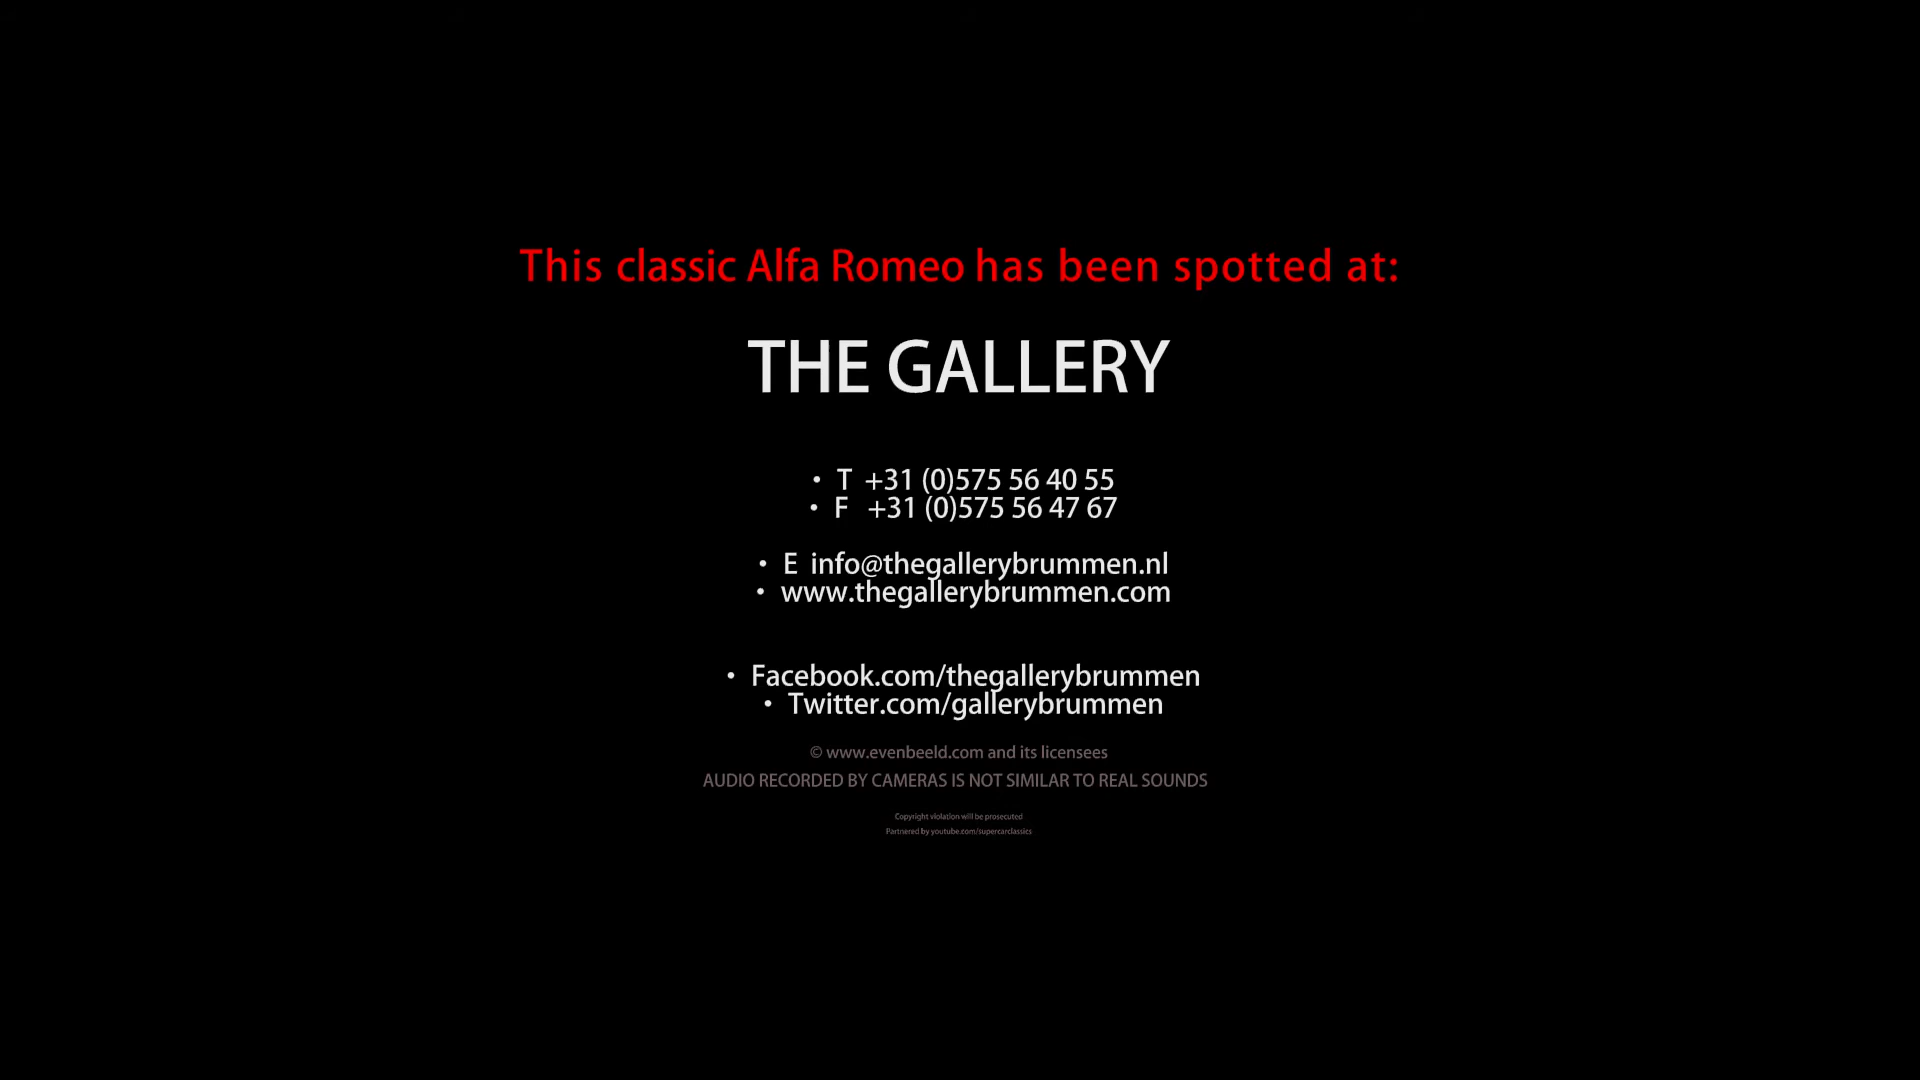 This classic Alfa Romeo has been spotted at:
THE GALLERY
• T +31 (0)575 56 40 55
• F +31 (0)575 56 47 67
• E info@thegallerybrummen.nl
• www.thegallerybrummen.com
• Facebook.com/thegallerybrummen
• Twitter.com/gallerybrummen
© www.evenbeeld.com and its licensees
AUDIO RECORDED BY CAMERAS IS NOT SIMILAR TO REAL SOUNDS
Copyright violation will be prosecuted
Partnered by youtube.com/supercarclassics